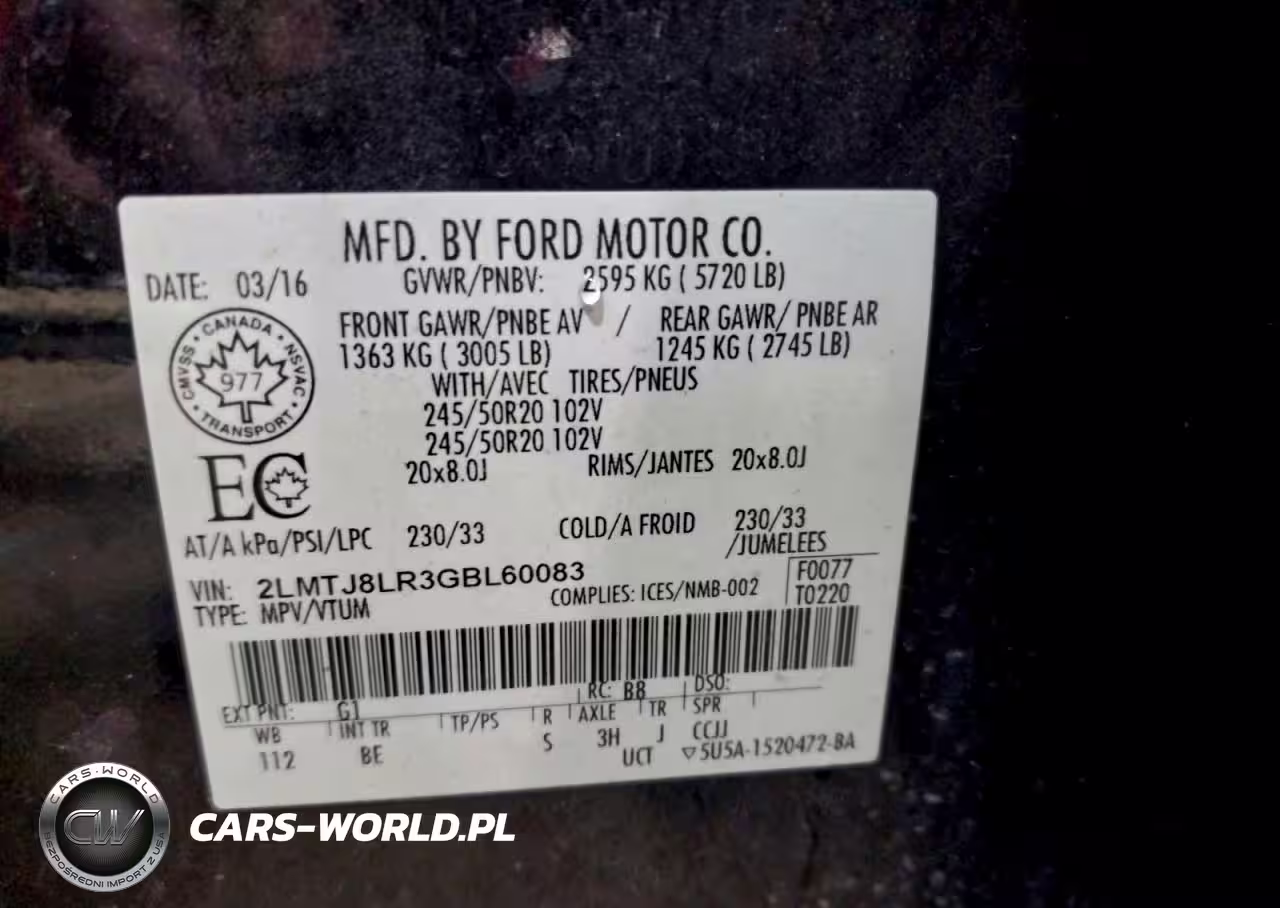 MFD. BY FORD MOTOR CO.
DATE: 03/16 GVWR/PNBV: 2595 KG ( 5720 LB)
FRONT GAWR/PNBE AV / REAR GAWR/ PNBE AR
1363 KG ( 3005 LB) 1245 KG ( 2745 LB)
WITH/AVEC TIRES/PNEUS
245/50R20 102V
245/50R20 102V
20x8.0J RIMS/JANTES 20x8.0J
CANADA
CMVSS 977 NSVAC
TRANSPORT
EC
AT/A kPa/PSI/LPC 230/33 COLD/A FROID 230/33
/JUMELEES
VIN: 2LMTJ8LR3GBL60083
TYPE: MPV/VTUM COMPLIES: ICES/NMB-002
F0077
T0220
RC: B8 DSO:
EXT PNT: G1
WB INT TR TP/PS R AXLE TR SPR
112 BE S 3H J CCJJ
UCT ▽5U5A-1520472-BA
CARS-WORLD
CW
BEZPOŚREDNI IMPORT Z USA
CARS-WORLD.PL